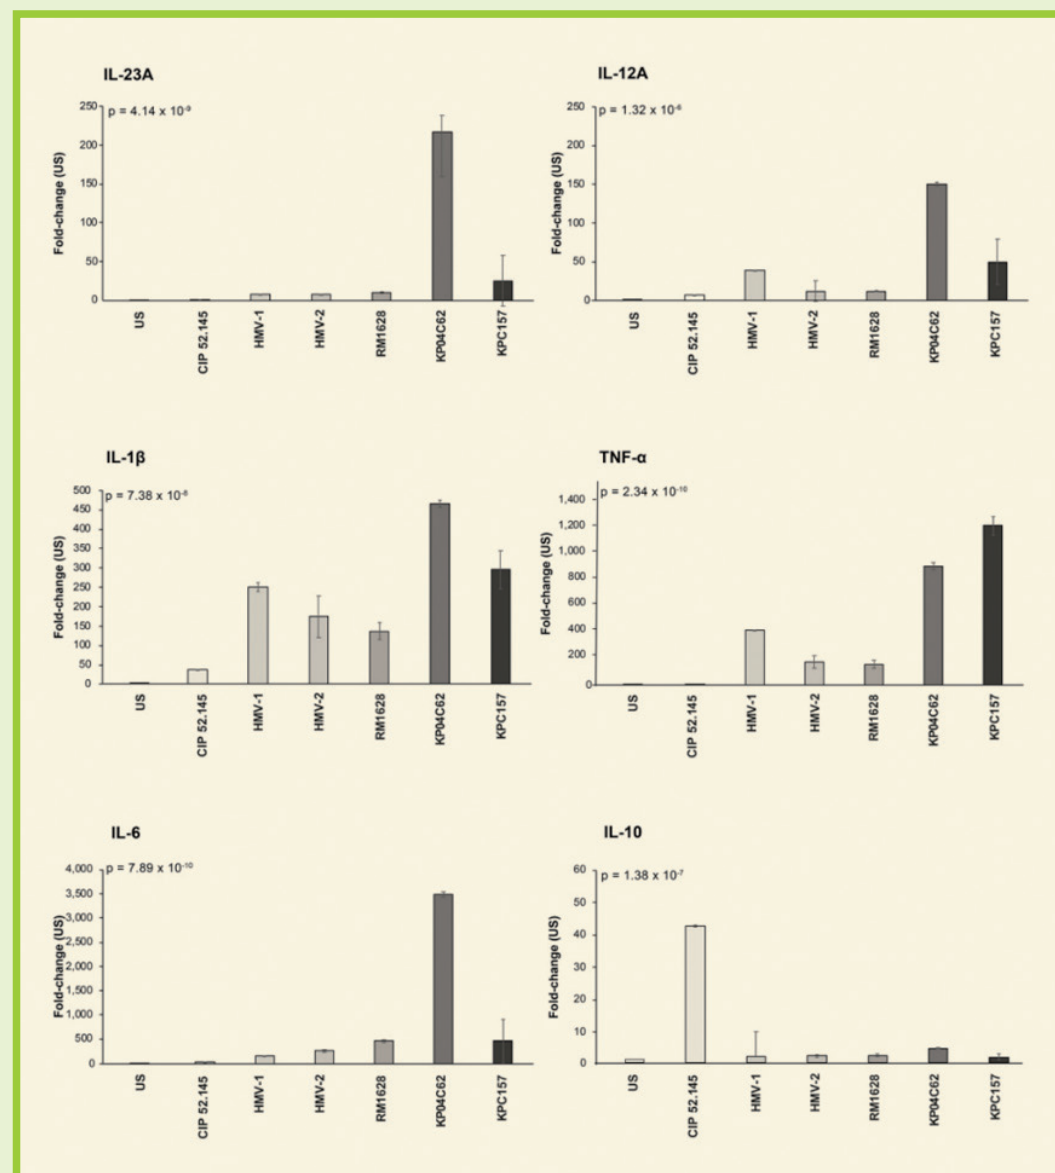 IL-23A
p = 4.14 x 10⁻⁹
Fold-change (US)
250
200
150
100
50
0
US
CIP 52.145
HMV-1
HMV-2
RM1628
KP04C62
KPC157
IL-12A
p = 1.32 x 10⁻⁶
Fold-change (US)
250
200
150
100
50
0
US
CIP 52.145
HMV-1
HMV-2
RM1628
KP04C62
KPC157
IL-1β
p = 7.38 x 10⁻⁸
Fold-change (US)
500
450
400
350
300
250
200
150
100
50
0
US
CIP 52.145
HMV-1
HMV-2
RM1628
KP04C62
KPC157
TNF-α
p = 2.34 x 10⁻¹⁰
Fold-change (US)
1,400
1,200
1,000
800
600
400
200
0
US
CIP 52.145
HMV-1
HMV-2
RM1628
KP04C62
KPC157
IL-6
p = 7.89 x 10⁻¹⁰
Fold-change (US)
4,000
3,500
3,000
2,500
2,000
1,500
1,000
500
0
US
CIP 52.145
HMV-1
HMV-2
RM1628
KP04C62
KPC157
IL-10
p = 1.38 x 10⁻⁷
Fold-change (US)
60
50
40
30
20
10
0
US
CIP 52.145
HMV-1
HMV-2
RM1628
KP04C62
KPC157